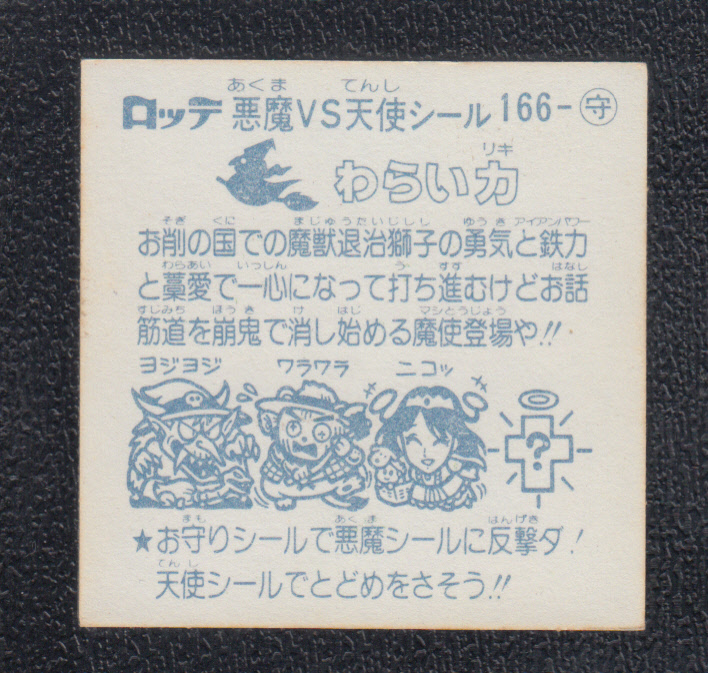 あくま てんし
ロッテ 悪魔VS天使シール 166-守
リキ
わらい力
そぎ くに まじゅうたいじしし ゆうき アイアンパワー
お削の国での魔獣退治獅子の勇気と鉄力
わらあい いっしん う すす はなし
と藁愛で一心になって打ち進むけどお話
すじみち ほうき け はじ マシとうじょう
筋道を崩鬼で消し始める魔使登場や!!
ヨジヨジ ワラワラ ニコッ
?
まも あくま はんげき
★お守りシールで悪魔シールに反撃ダ!
てんし
天使シールでとどめをさそう!!